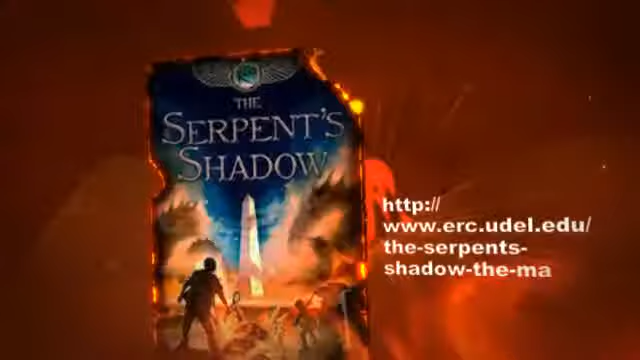 THE
SERPENT'S
SHADOW
http://
www.erc.udel.edu/
the-serpents-
shadow-the-ma